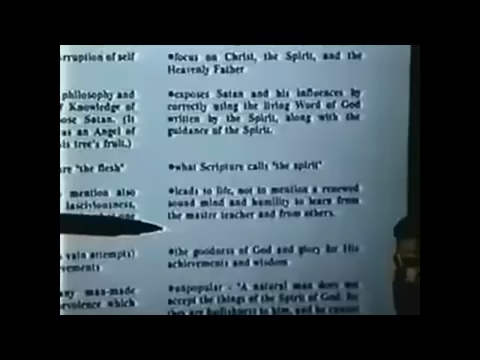 rruption of self
philosophy and
f Knowledge of
ose Satan. (It
as an Angel of
is tree's fruit.)
re "the flesh"
mention also
lasciviousness,
one
vain attempts)
vements
any man-made
evolence which
•focus on Christ, the Spirit, and the
Heavenly Father
•exposes Satan and his influences by
correctly using the living Word of God
written by the Spirit, along with the
guidance of the Spirit.
•what Scripture calls "the spirit"
•leads to life, not to mention a renewed
sound mind and humility to learn from
the master teacher and from others.
•the goodness of God and glory for His
achievements and wisdom
•unpopular - "A natural man does not
accept the things of the Spirit of God: for
they are foolishness to him, and he cannot